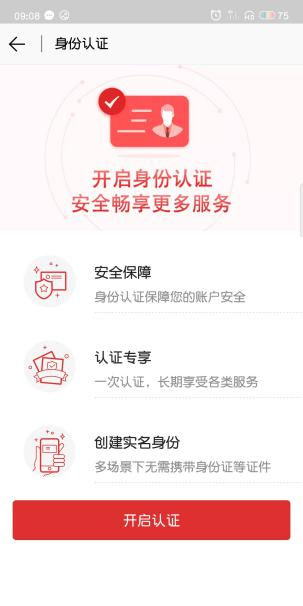 09:08 75
身份认证
开启身份认证
安全畅享更多服务
安全保障
身份认证保障您的账户安全
认证专享
一次认证，长期享受各类服务
创建实名身份
多场景下无需携带身份证等证件
开启认证